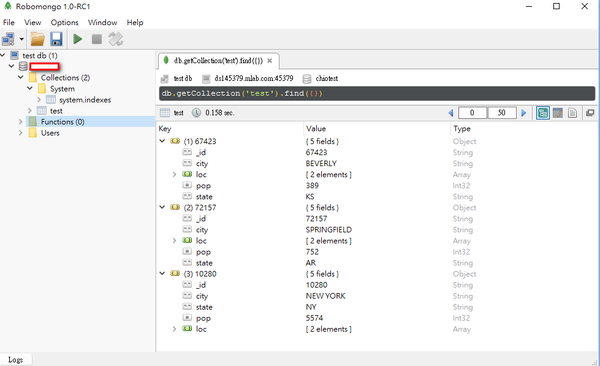 Robomongo 1.0-RC1
File View Options Window Help
test db (1)
Collections (2)
System
system.indexes
test
Functions (0)
Users
db.getCollection('test').find({})
test db ds145379.mlab.com:45379 chiotest
db.getCollection('test').find({})
test 0.158 sec. 0 50
Key Value Type
(1) 67423 { 5 fields } Object
_id 67423 String
city BEVERLY String
loc [ 2 elements ] Array
pop 389 Int32
state KS String
(2) 72157 { 5 fields } Object
_id 72157 String
city SPRINGFIELD String
loc [ 2 elements ] Array
pop 752 Int32
state AR String
(3) 10280 { 5 fields } Object
_id 10280 String
city NEW YORK String
state NY String
pop 5574 Int32
loc [ 2 elements ] Array
Logs